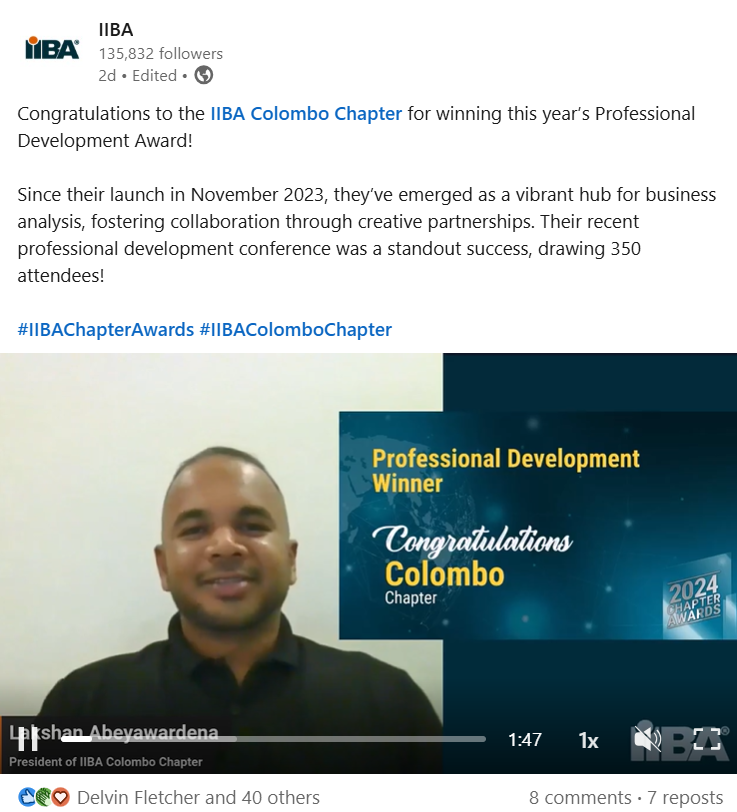 IIBA
IIBA
135,832 followers
2d • Edited •
Congratulations to the IIBA Colombo Chapter for winning this year’s Professional
Development Award!
Since their launch in November 2023, they’ve emerged as a vibrant hub for business
analysis, fostering collaboration through creative partnerships. Their recent
professional development conference was a standout success, drawing 350
attendees!
#IIBAChapterAwards #IIBAColomboChapter
Professional Development
Winner
Congratulations
Colombo
Chapter
2024
CHAPTER
AWARDS
Lakshan Abeyawardena
President of IIBA Colombo Chapter
1:47
1x
IIBA®
Delvin Fletcher and 40 others
8 comments • 7 reposts